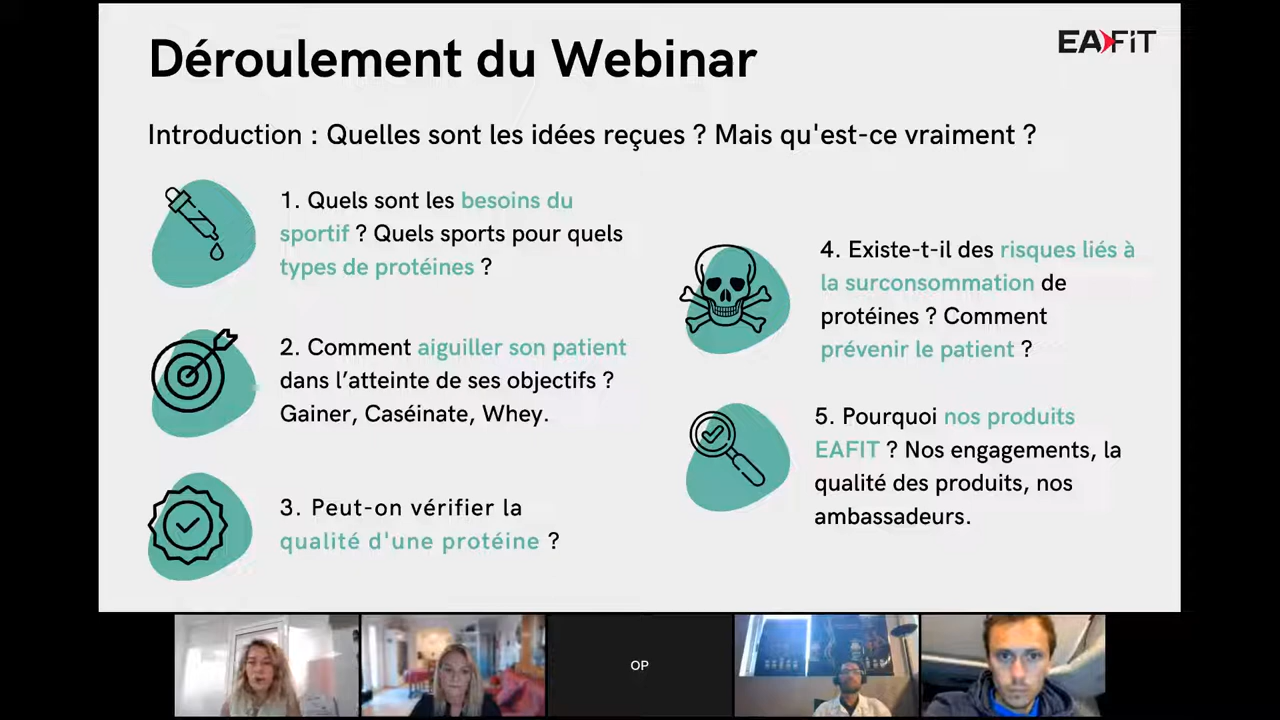 Déroulement du Webinar
EAFIT
Introduction : Quelles sont les idées reçues ? Mais qu'est-ce vraiment ?
1. Quels sont les besoins du
sportif ? Quels sports pour quels
types de protéines ?
2. Comment aiguiller son patient
dans l’atteinte de ses objectifs ?
Gainer, Caséinate, Whey.
3. Peut-on vérifier la
qualité d'une protéine ?
4. Existe-t-il des risques liés à
la surconsommation de
protéines ? Comment
prévenir le patient ?
5. Pourquoi nos produits
EAFIT ? Nos engagements, la
qualité des produits, nos
ambassadeurs.
OP